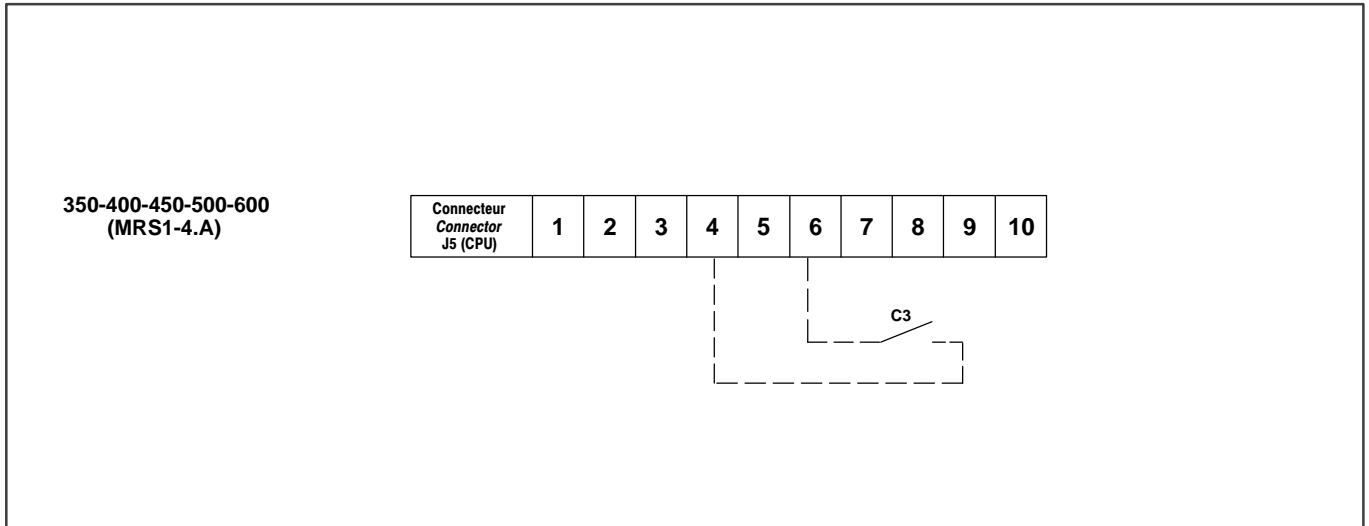 350-400-450-500-600
(MRS1-4.A)
Connecteur
Connector
J5 (CPU)
1 2 3 4 5 6 7 8 9 10
C3